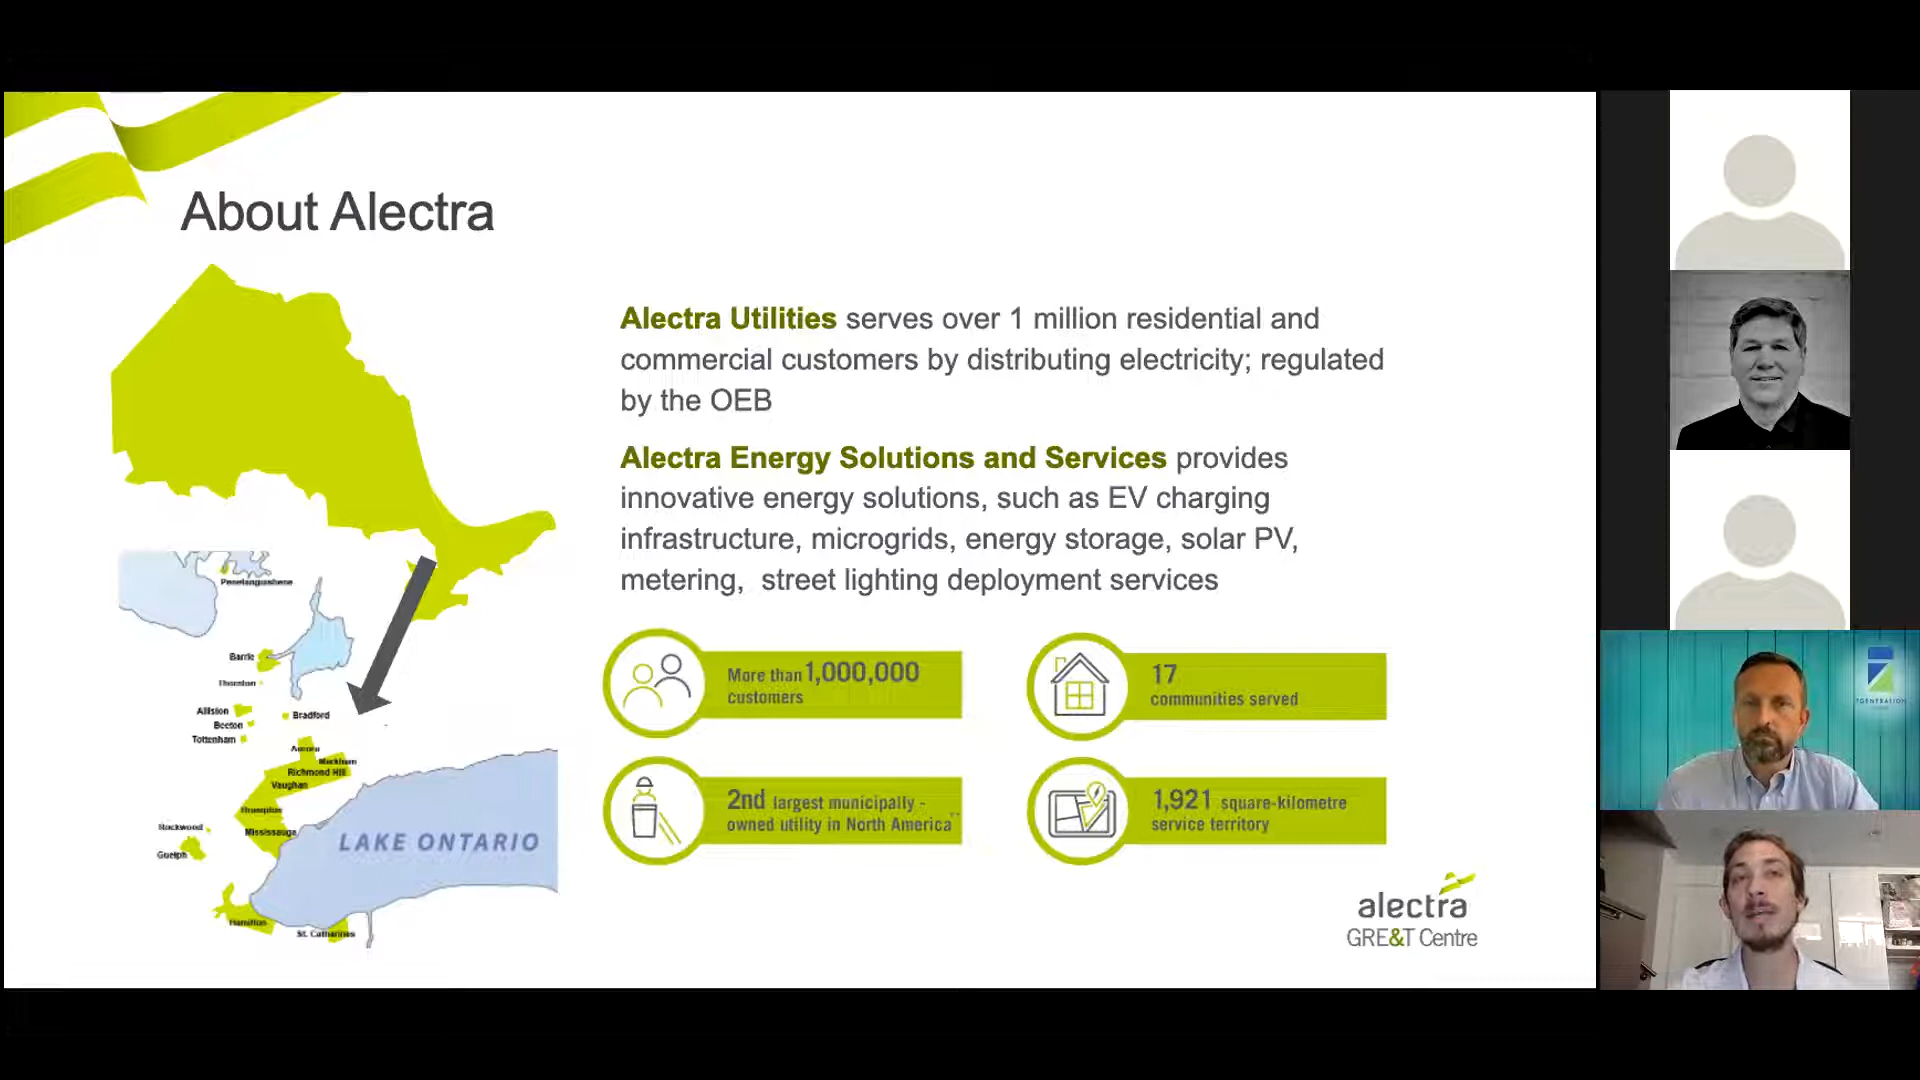 About Alectra
Alectra Utilities serves over 1 million residential and
commercial customers by distributing electricity; regulated
by the OEB
Alectra Energy Solutions and Services provides
innovative energy solutions, such as EV charging
infrastructure, microgrids, energy storage, solar PV,
metering, street lighting deployment services
More than 1,000,000
customers
17
communities served
2nd largest municipally -
owned utility in North America
1,921 square-kilometre
service territory
Penetanguishene
Barrie
Thornton
Alliston
Beeton
Tottenham
Bradford
Aurora
Markham
Richmond Hill
Vaughan
Brampton
Mississauga
Rockwood
Guelph
LAKE ONTARIO
Hamilton
St. Catharines
alectra
GRE&T Centre